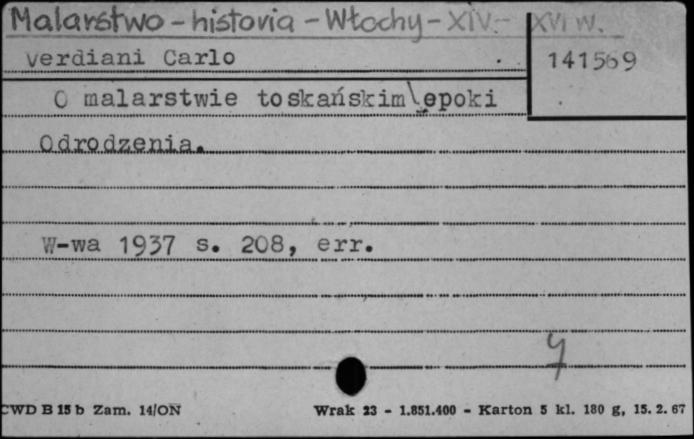 Malarstwo - historia - Włochy - XIV - XVI w.
verdiani Carlo
141569
O malarstwie toskańskim epoki
Odrodzenia.
W-wa 1937 s. 208, err.
CWD B 15 b Zam. 14/ON
Wrak 23 - 1.851.400 - Karton 5 kl. 180 g, 15. 2. 67